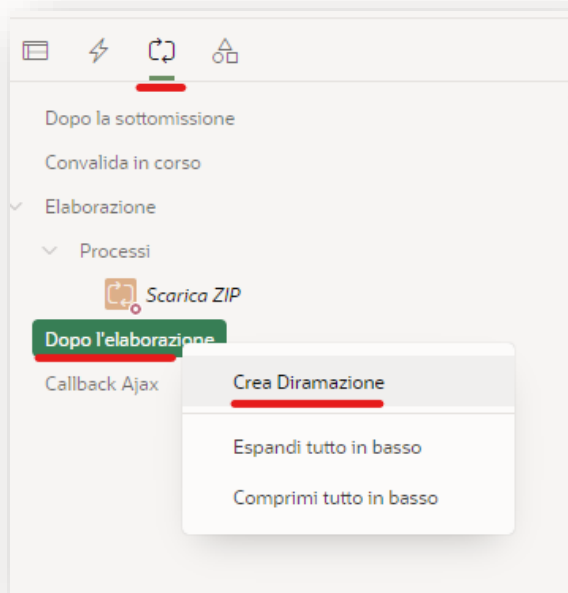 Dopo la sottomissione
Convalida in corso
Elaborazione
Processi
Scarica ZIP
Dopo l'elaborazione
Callback Ajax
Crea Diramazione
Espandi tutto in basso
Comprimi tutto in basso